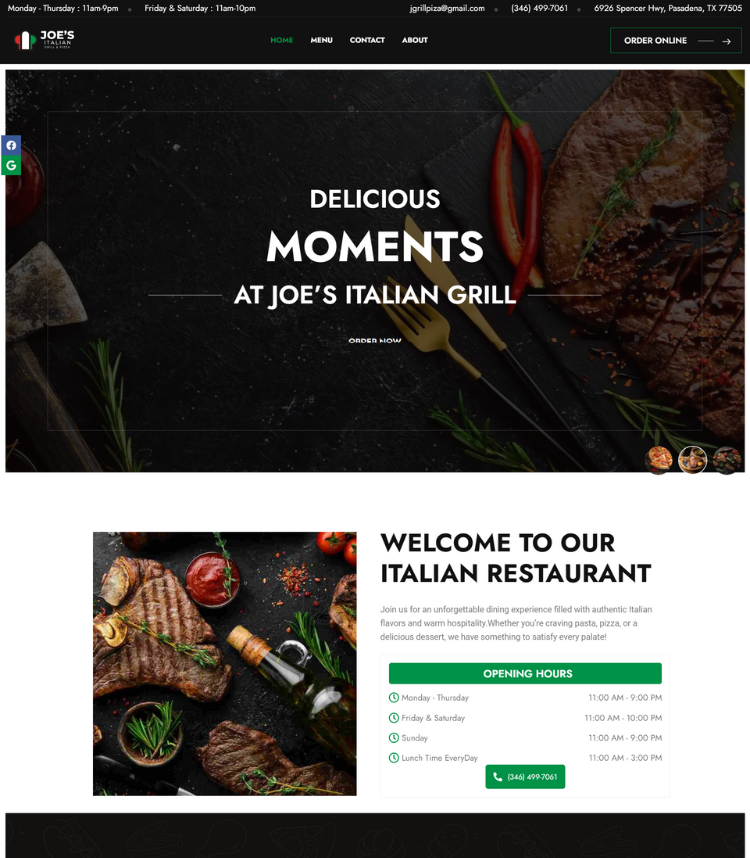 Monday - Thursday : 11am-9pm
Friday & Saturday : 11am-10pm
jgrillpiza@gmail.com
(346) 499-7061
6926 Spencer Hwy, Pasadena, TX 77505
JOE'S
ITALIAN
GRILL & PIZZA
HOME
MENU
CONTACT
ABOUT
ORDER ONLINE
DELICIOUS
MOMENTS
AT JOE'S ITALIAN GRILL
ORDER NOW
WELCOME TO OUR
ITALIAN RESTAURANT
Join us for an unforgettable dining experience filled with authentic Italian
flavors and warm hospitality.Whether you're craving pasta, pizza, or a
delicious dessert, we have something to satisfy every palate!
OPENING HOURS
Monday - Thursday 11:00 AM - 9:00 PM
Friday & Saturday 11:00 AM - 10:00 PM
Sunday 11:00 AM - 9:00 PM
Lunch Time EveryDay 11:00 AM - 3:00 PM
(346) 499-7061